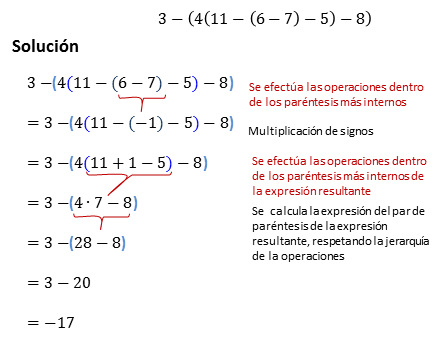 3 − (4(11 − (6 − 7) − 5) − 8)
Solución
3 −(4(11 − (6 − 7) − 5) − 8)
Se efectúa las operaciones dentro
de los paréntesis más internos
= 3 −(4(11 − (−1) − 5) − 8)
Multiplicación de signos
= 3 −(4(11 + 1 − 5) − 8)
Se efectúa las operaciones dentro
de los paréntesis más internos de
la expresión resultante
= 3 −(4 · 7 − 8)
Se calcula la expresión del par de
paréntesis de la expresión
resultante, respetando la jerarquía
de la operaciones
= 3 −(28 − 8)
= 3 − 20
= −17